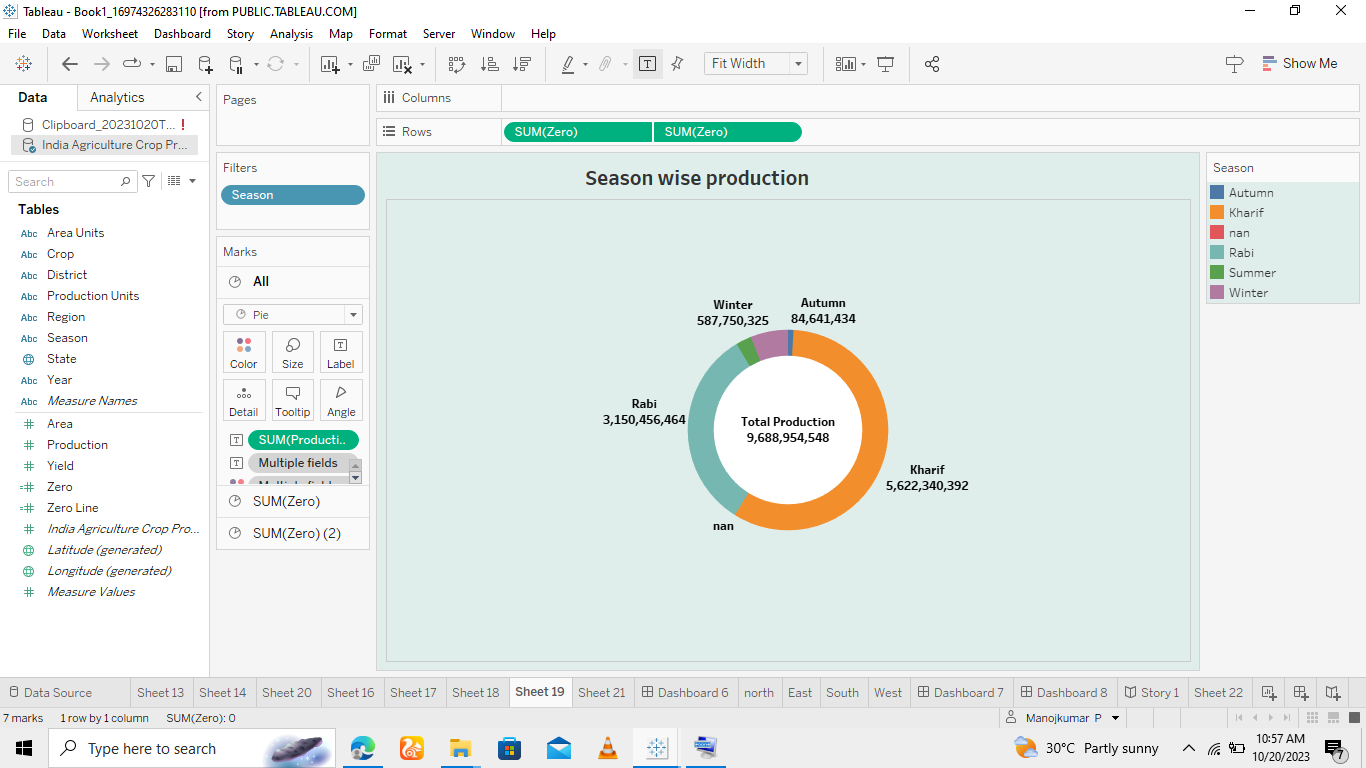 Tableau - Book1_16974326283110 [from PUBLIC.TABLEAU.COM]
File Data Worksheet Dashboard Story Analysis Map Format Server Window Help
Fit Width
Show Me
Data Analytics
Clipboard_20231020T... !
India Agriculture Crop Pr...
Search
Tables
Abc Area Units
Abc Crop
Abc District
Abc Production Units
Abc Region
Abc Season
State
Abc Year
Abc Measure Names
# Area
# Production
# Yield
=# Zero
=# Zero Line
# India Agriculture Crop Pro...
Latitude (generated)
Longitude (generated)
# Measure Values
Pages
Filters
Season
Marks
All
Pie
Color Size Label
Detail Tooltip Angle
T SUM(Producti..
T Multiple fields
SUM(Zero)
SUM(Zero) (2)
Columns
Rows SUM(Zero) SUM(Zero)
Season wise production
Winter
587,750,325
Autumn
84,641,434
Rabi
3,150,456,464
Total Production
9,688,954,548
Kharif
5,622,340,392
nan
Season
Autumn
Kharif
nan
Rabi
Summer
Winter
Data Source Sheet 13 Sheet 14 Sheet 20 Sheet 16 Sheet 17 Sheet 18 Sheet 19 Sheet 21 Dashboard 6 north East South West Dashboard 7 Dashboard 8 Story 1 Sheet 22
7 marks 1 row by 1 column SUM(Zero): 0 Manojkumar P
Type here to search
30°C Partly sunny
10:57 AM
10/20/2023
7